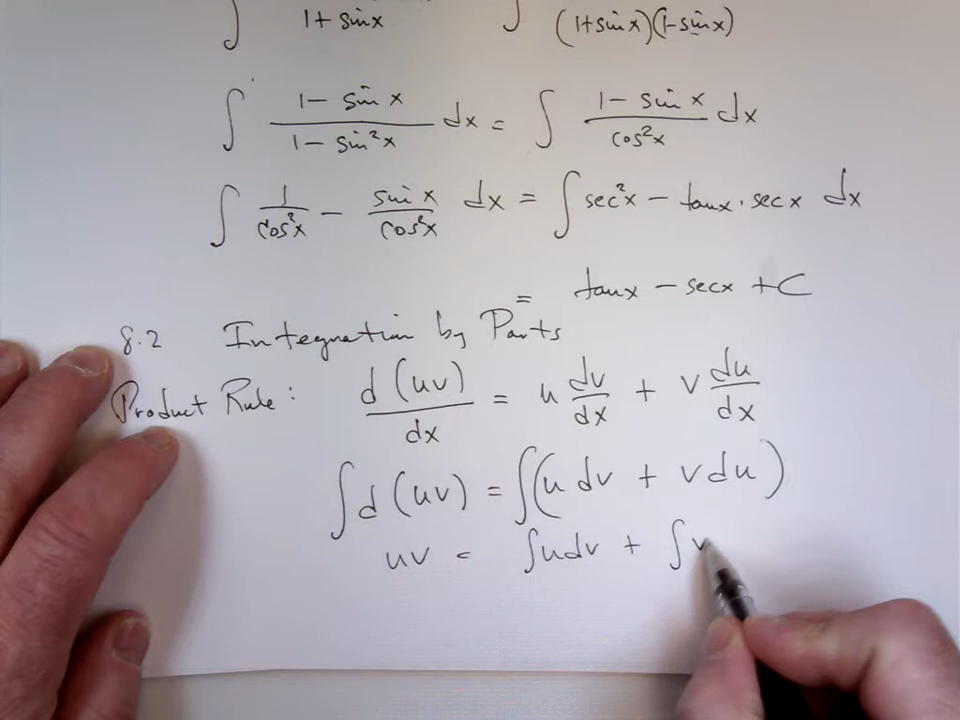 ∫ 1 + sin x ∫ (1+sin x)(1-sin x)
∫ (1 - sin x)/(1 - sin²x) dx = ∫ (1 - sin x)/(cos²x) dx
∫ 1/(cos²x) - (sin x)/(cos²x) dx = ∫ sec²x - tan x · sec x dx
= tan x - sec x + C
8.2 Integration by Parts
Product Rule: d(uv)/dx = u dv/dx + v du/dx
∫ d(uv) = ∫(u dv + v du)
uv = ∫u dv + ∫v